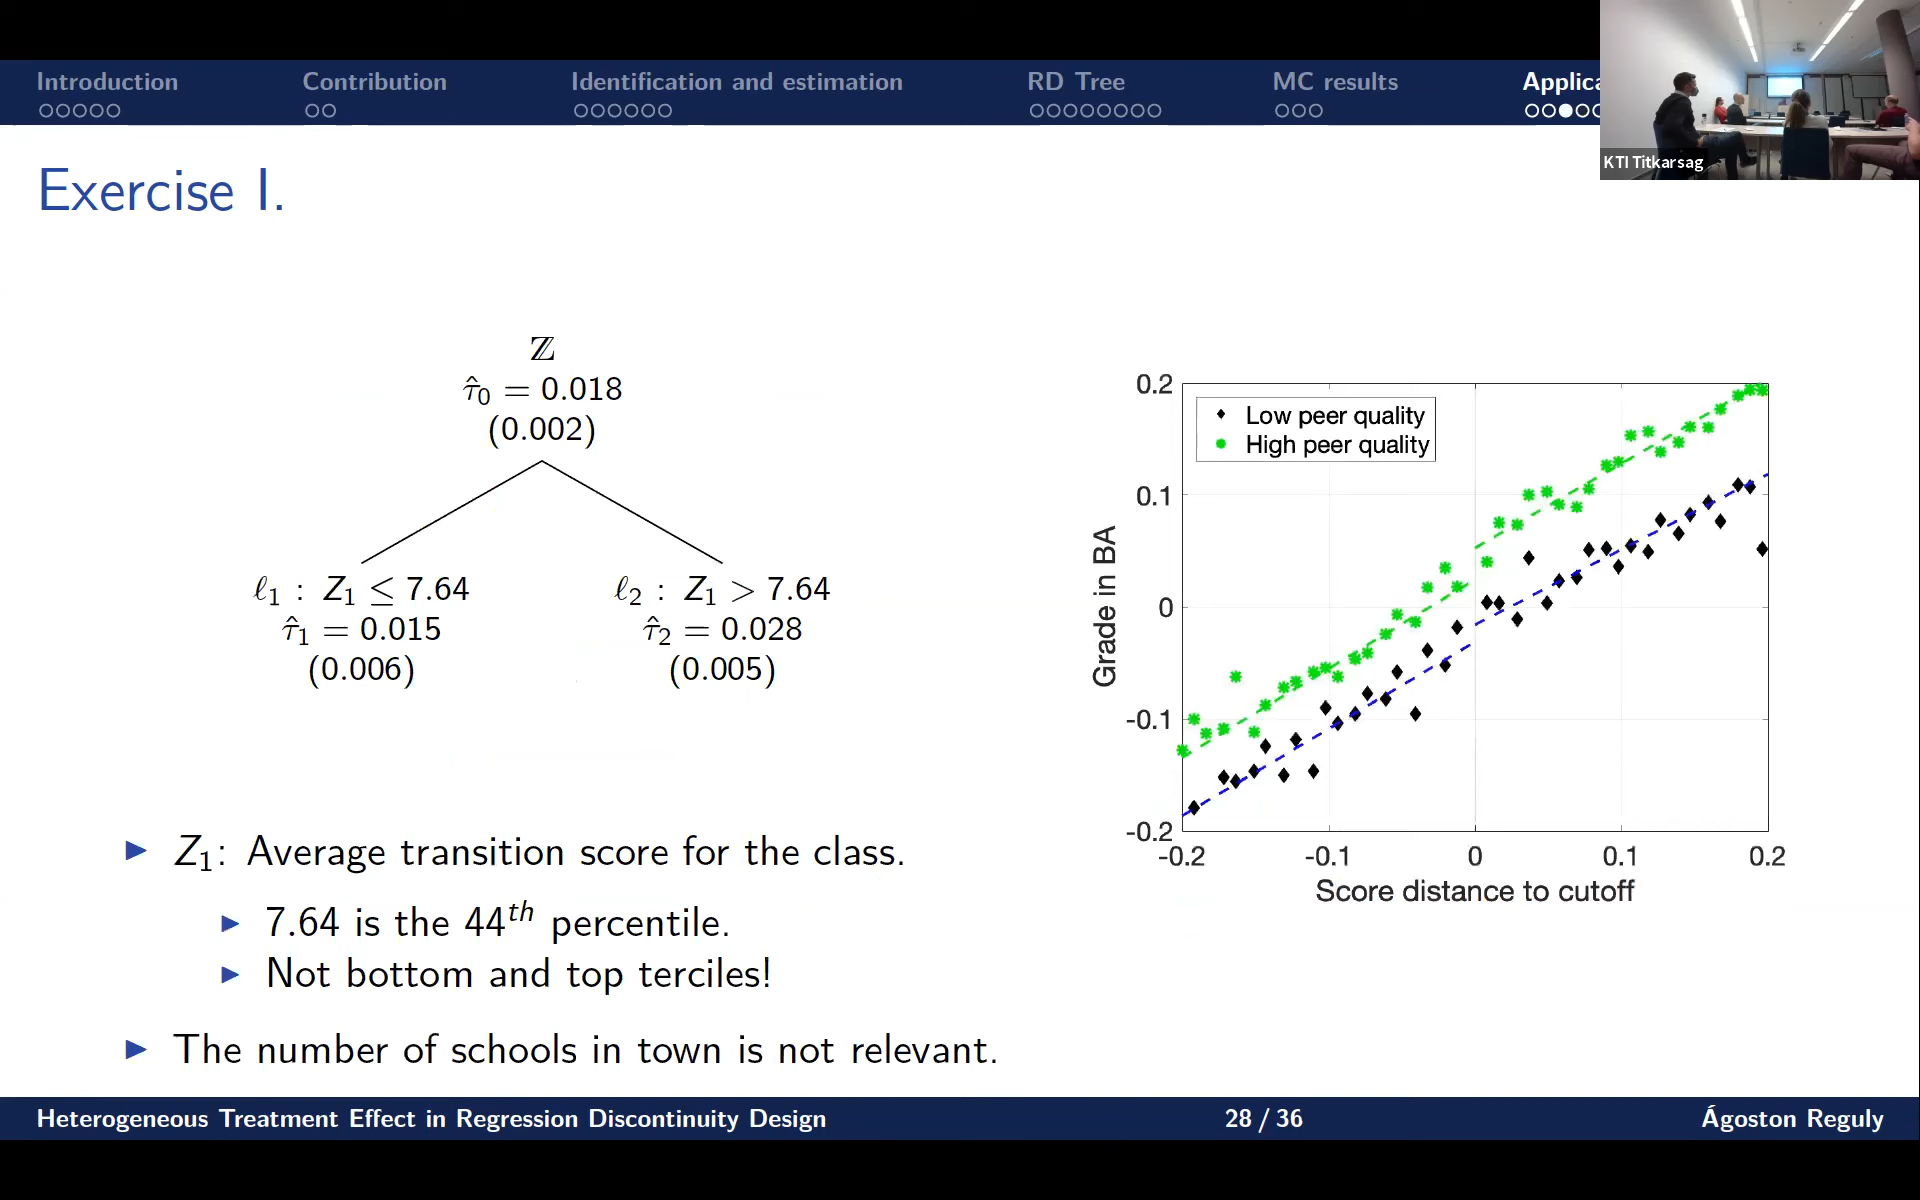 Introduction
Contribution
Identification and estimation
RD Tree
MC results
Applica
KTI Titkarsag
Exercise I.
ℤ
τ̂₀ = 0.018
(0.002)
ℓ₁ : Z₁ ≤ 7.64
τ̂₁ = 0.015
(0.006)
ℓ₂ : Z₁ > 7.64
τ̂₂ = 0.028
(0.005)
Low peer quality
High peer quality
Grade in BA
0.2
0.1
0
-0.1
-0.2
-0.2 -0.1 0 0.1 0.2
Score distance to cutoff
Z₁: Average transition score for the class.
7.64 is the 44ᵗʰ percentile.
Not bottom and top terciles!
The number of schools in town is not relevant.
Heterogeneous Treatment Effect in Regression Discontinuity Design
28 / 36
Ágoston Reguly